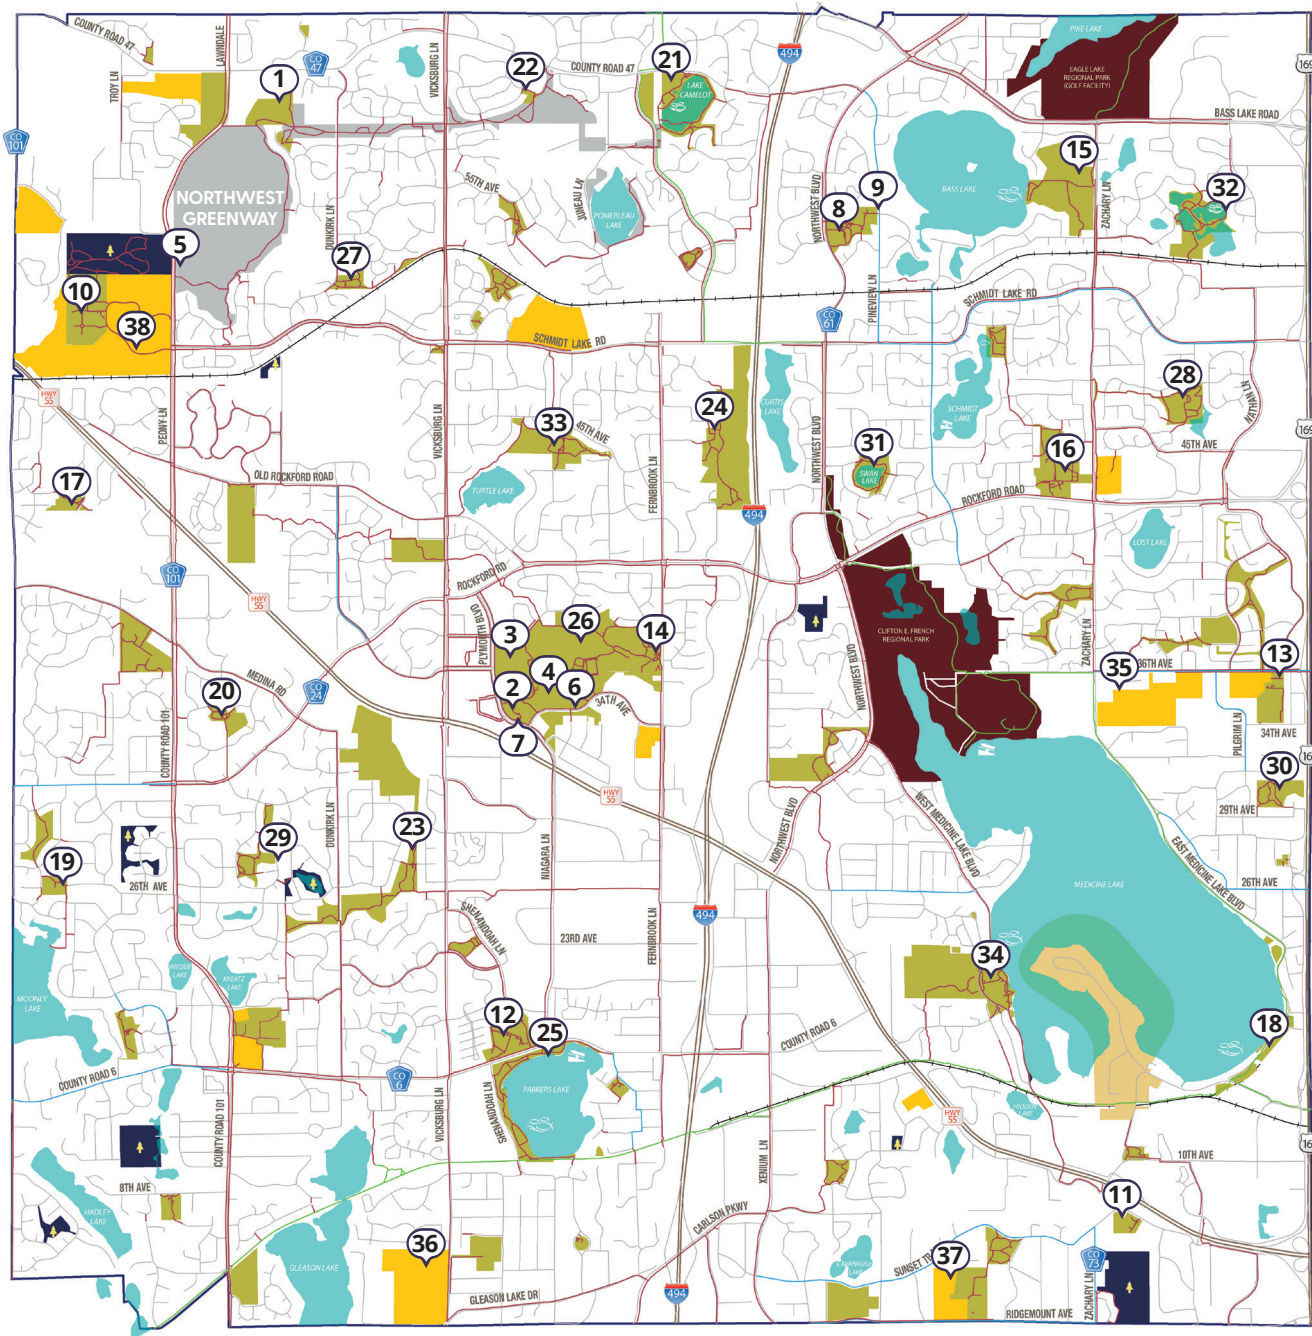 COUNTY ROAD 47
LAWNDALE
TROY LN
CO
47
1
VICKSBURG LN
22
COUNTY ROAD 47
21
LAKE
CAMELOT
494
PIKE LAKE
EAGLE LAKE
REGIONAL PARK
(GOLF FACILITY)
169
BASS LAKE ROAD
CO
101
NORTHWEST
GREENWAY
5
DUNKIRK LN
27
55TH AVE
JUNEAU LN
POMERLEAU
LAKE
NORTHWEST BLVD
8
9
BASS LAKE
15
ZACHARY LN
32
10
38
PINEVIEW LN
CO
61
SCHMIDT LAKE RD
SCHMIDT LAKE RD
HWY
55
PEONY LN
VICKSBURG LN
33
45TH AVE
24
CURTIS
LAKE
NORTHWEST BLVD
SCHMIDT
LAKE
28
NATHAN LN
169
45TH AVE
17
OLD ROCKFORD ROAD
TURTLE LAKE
FERNBROOK LN
494
31
SWAN
LAKE
16
ROCKFORD ROAD
LOST LAKE
CO
101
HWY
55
ROCKFORD RD
PLYMOUTH BLVD
3
26
14
4
2
6
7
34TH AVE
CLIFTON E. FRENCH
REGIONAL PARK
NORTHWEST BLVD
ZACHARY LN
36TH AVE
35
13
PILGRIM LN
34TH AVE
20
MEDINA RD
CO
24
COUNTY ROAD 101
HWY
55
30
29TH AVE
16
19
26TH AVE
29
DUNKIRK LN
23
NIAGARA LN
NORTHWEST BLVD
WEST MEDICINE LAKE BLVD
MEDICINE LAKE
EAST MEDICINE LAKE BLVD
26TH AVE
SHENANDOAH LN
23RD AVE
FERNBROOK LN
494
MOONEY
LAKE
SNYDER
LAKE
KREATZ
LAKE
34
12
25
COUNTY ROAD 6
18
COUNTY ROAD 6
CO
6
PARKERS LAKE
SHENANDOAH LN
VICKSBURG LN
COUNTY ROAD 101
HIDDEN
LAKE
HWY
55
16
10TH AVE
XENIUM LN
8TH AVE
HADLEY
LAKE
11
CARLSON PKWY
GLEASON LAKE
36
GLEASON LAKE DR
494
CAVANAUGH
LAKE
SUNSET TR
37
CO
73
ZACHARY LN
RIDGEMOUNT AVE